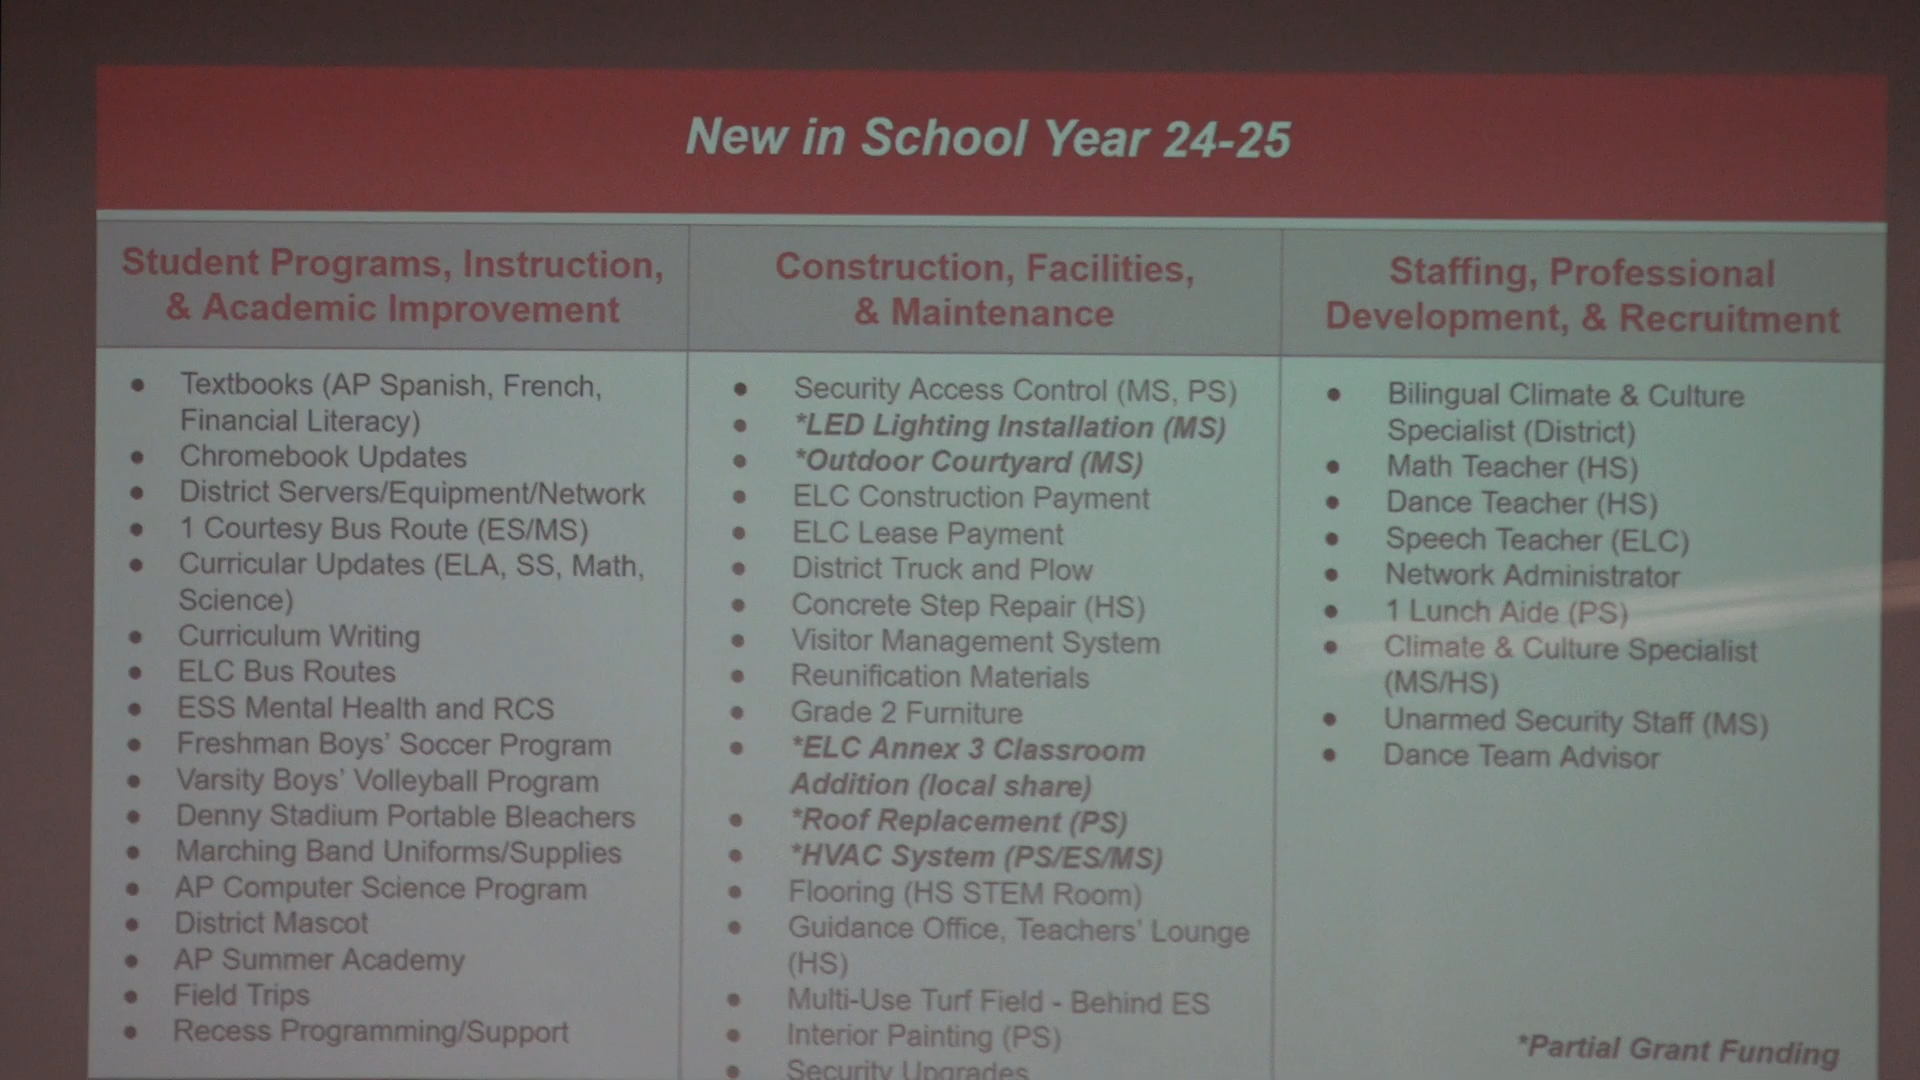 New in School Year 24-25
Student Programs, Instruction,
& Academic Improvement
• Textbooks (AP Spanish, French,
Financial Literacy)
• Chromebook Updates
• District Servers/Equipment/Network
• 1 Courtesy Bus Route (ES/MS)
• Curricular Updates (ELA, SS, Math,
Science)
• Curriculum Writing
• ELC Bus Routes
• ESS Mental Health and RCS
• Freshman Boys' Soccer Program
• Varsity Boys' Volleyball Program
• Denny Stadium Portable Bleachers
• Marching Band Uniforms/Supplies
• AP Computer Science Program
• District Mascot
• AP Summer Academy
• Field Trips
• Recess Programming/Support
Construction, Facilities,
& Maintenance
• Security Access Control (MS, PS)
• *LED Lighting Installation (MS)
• *Outdoor Courtyard (MS)
• ELC Construction Payment
• ELC Lease Payment
• District Truck and Plow
• Concrete Step Repair (HS)
• Visitor Management System
• Reunification Materials
• Grade 2 Furniture
• *ELC Annex 3 Classroom
Addition (local share)
• *Roof Replacement (PS)
• *HVAC System (PS/ES/MS)
• Flooring (HS STEM Room)
• Guidance Office, Teachers' Lounge
(HS)
• Multi-Use Turf Field - Behind ES
• Interior Painting (PS)
• Security Upgrades
Staffing, Professional
Development, & Recruitment
• Bilingual Climate & Culture
Specialist (District)
• Math Teacher (HS)
• Dance Teacher (HS)
• Speech Teacher (ELC)
• Network Administrator
• 1 Lunch Aide (PS)
• Climate & Culture Specialist
(MS/HS)
• Unarmed Security Staff (MS)
• Dance Team Advisor
*Partial Grant Funding